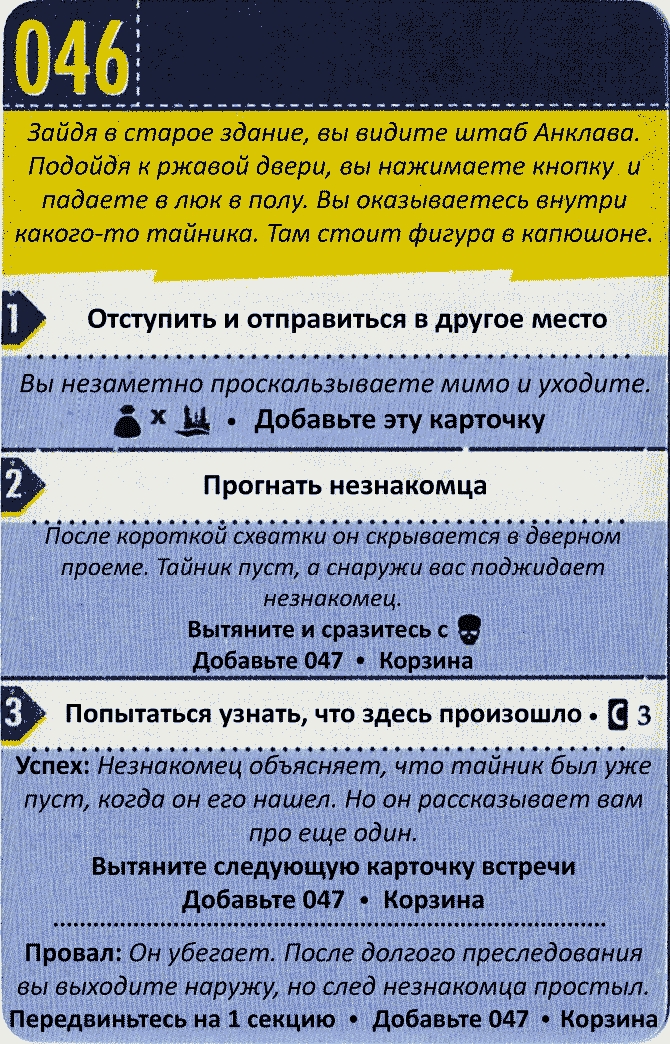 046
Зайдя в старое здание, вы видите штаб Анклава.
Подойдя к ржавой двери, вы нажимаете кнопку и
падаете в люк в полу. Вы оказываетесь внутри
какого-то тайника. Там стоит фигура в капюшоне.
1 Отступить и отправиться в другое место
Вы незаметно проскальзываете мимо и уходите.
x • Добавьте эту карточку
2 Прогнать незнакомца
После короткой схватки он скрывается в дверном
проеме. Тайник пуст, а снаружи вас поджидает
незнакомец.
Вытяните и сразитесь с
Добавьте 047 • Корзина
3 Попытаться узнать, что здесь произошло • C 3
Успех: Незнакомец объясняет, что тайник был уже
пуст, когда он его нашел. Но он рассказывает вам
про еще один.
Вытяните следующую карточку встречи
Добавьте 047 • Корзина
Провал: Он убегает. После долгого преследования
вы выходите наружу, но след незнакомца простыл.
Передвиньтесь на 1 секцию • Добавьте 047 • Корзина